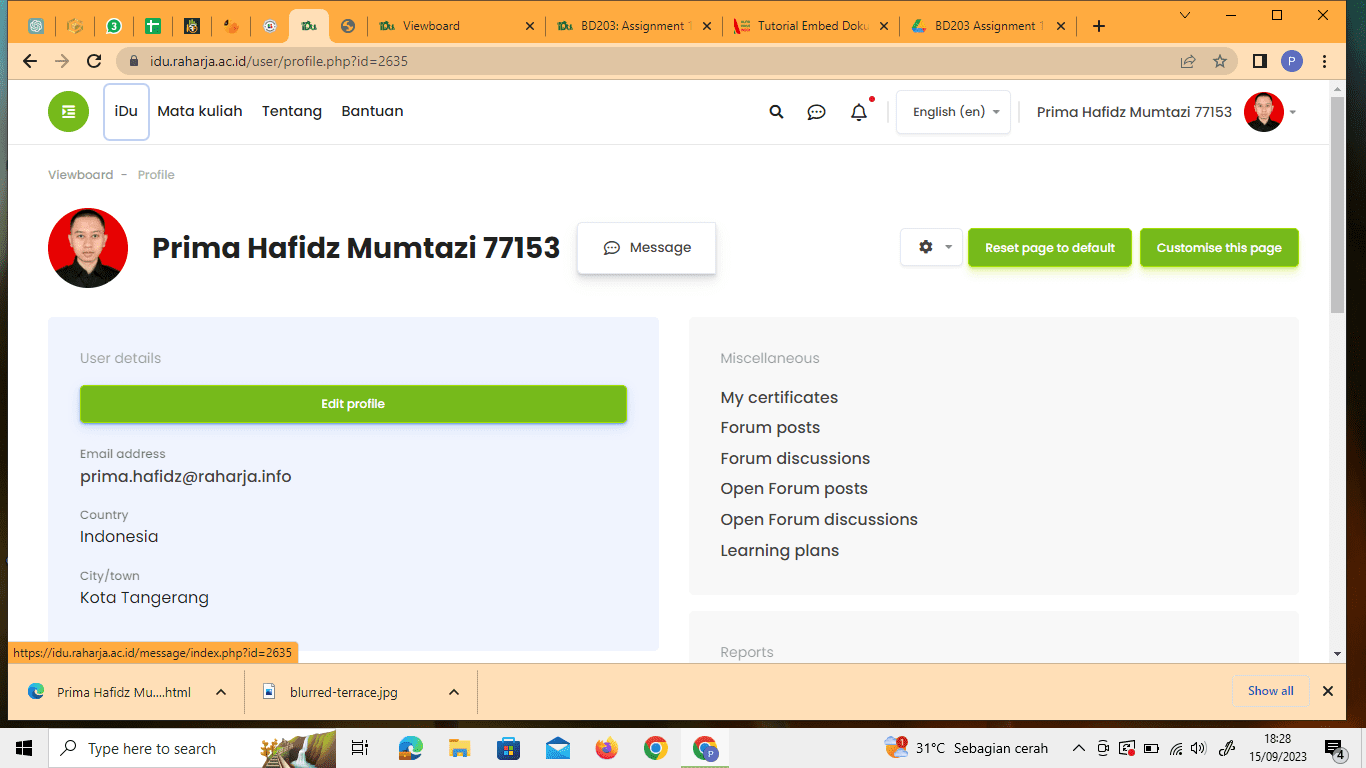 3
iDu
Viewboard
iDu
BD203: Assignment 1
iDu
Tutorial Embed Doku
BD203 Assignment 1
idu.raharja.ac.id/user/profile.php?id=2635
P
iDu
Mata kuliah
Tentang
Bantuan
English (en)
Prima Hafidz Mumtazi 77153
Viewboard - Profile
Prima Hafidz Mumtazi 77153
Message
Reset page to default
Customise this page
User details
Edit profile
Email address
prima.hafidz@raharja.info
Country
Indonesia
City/town
Kota Tangerang
Miscellaneous
My certificates
Forum posts
Forum discussions
Open Forum posts
Open Forum discussions
Learning plans
Reports
https://idu.raharja.ac.id/message/index.php?id=2635
Prima Hafidz Mu....html
blurred-terrace.jpg
Show all
Type here to search
P
1
31°C Sebagian cerah
18:28
15/09/2023
4